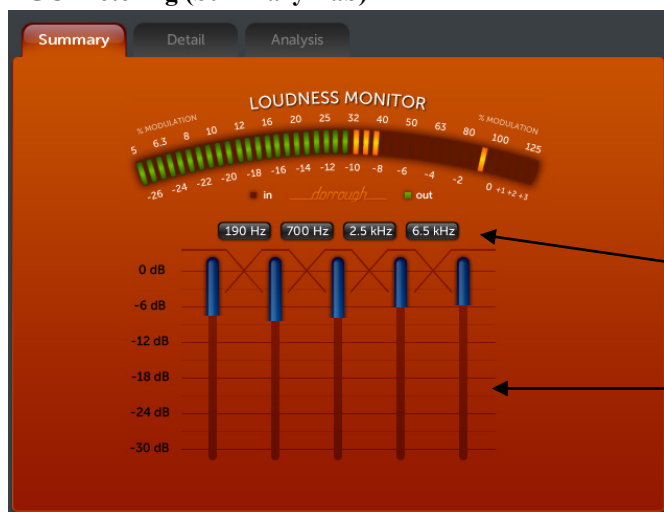 Summary Detail Analysis
LOUDNESS MONITOR
% MODULATION % MODULATION
5 6.3 8 10 12 16 20 25 32 40 50 63 80 100 125
-26 -24 -22 -20 -18 -16 -14 -12 -10 -8 -6 -4 -2 0 +1 +2 +3
in dorrough out
190 Hz 700 Hz 2.5 kHz 6.5 kHz
0 dB
-6 dB
-12 dB
-18 dB
-24 dB
-30 dB